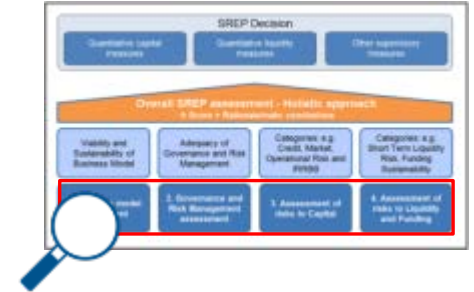 SREP Decision
Quantitative capital
measures
Quantitative liquidity
measures
Other supervisory
measures
Overall SREP assessment - Holistic approach
Viability and
Sustainability of
Business Model
Adequacy of
Governance and Risk
Management
Categories: e.g.
Credit, Market,
Operational Risk and
IRRBB
Categories: e.g.
Short Term Liquidity
Risk, Funding
Sustainability
model
2. Governance and
Risk Management
assessment
3. Assessment of
risks to Capital
4. Assessment of
risks to Liquidity
and Funding